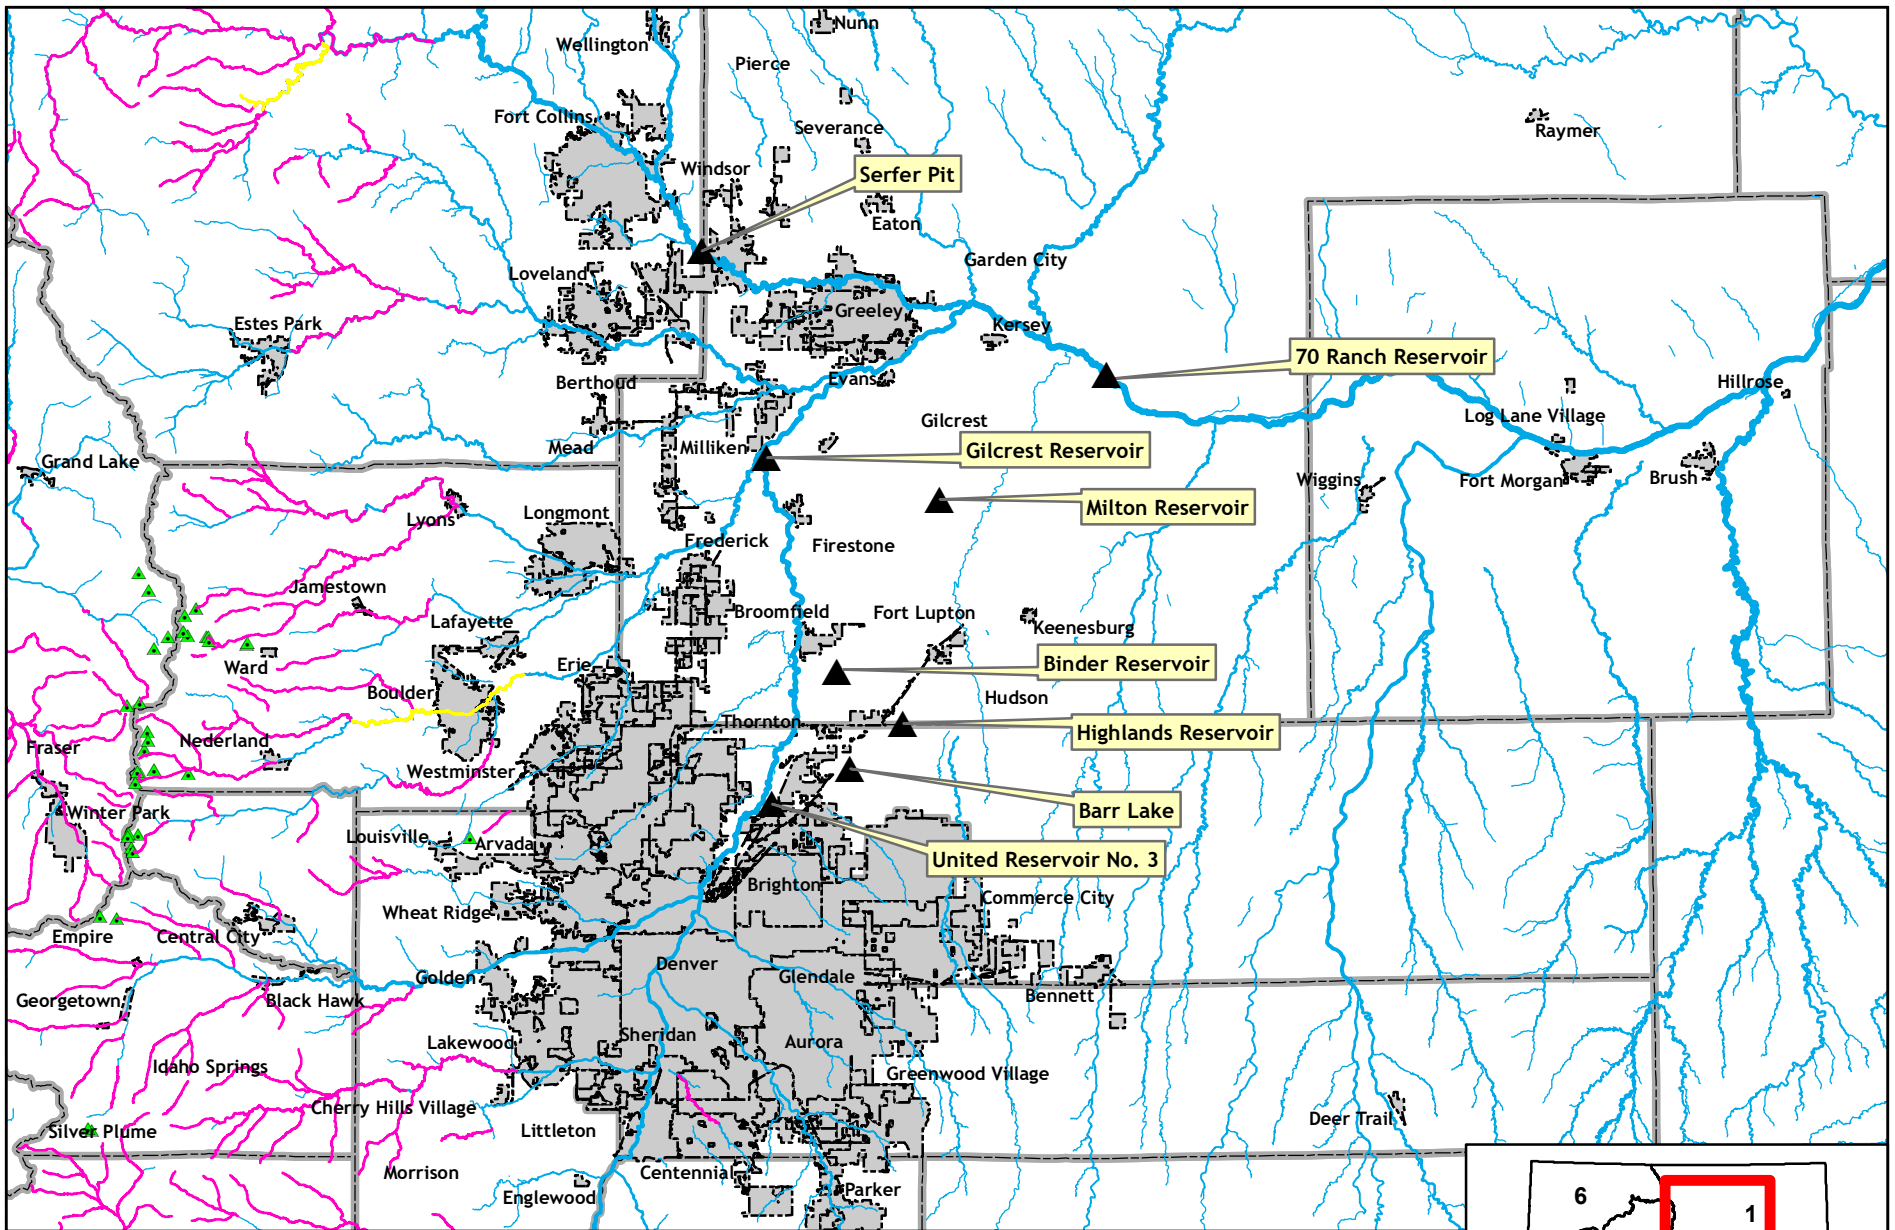 Nunn
Wellington
Pierce
Fort Collins
Severance
Raymer
Windsor
Serfer Pit
Eaton
Garden City
Loveland
Greeley
Estes Park
Kersey
70 Ranch Reservoir
Berthoud
Evans
Hillrose
Gilcrest
Log Lane Village
Mead
Milliken
Gilcrest Reservoir
Grand Lake
Wiggins
Fort Morgan
Brush
Milton Reservoir
Lyons
Longmont
Frederick
Firestone
Jamestown
Broomfield
Fort Lupton
Lafayette
Keenesburg
Ward
Erie
Binder Reservoir
Boulder
Hudson
Thornton
Nederland
Fraser
Highlands Reservoir
Westminster
Winter Park
Barr Lake
Louisville
Arvada
United Reservoir No. 3
Brighton
Commerce City
Wheat Ridge
Empire
Central City
Denver
Glendale
Golden
Bennett
Georgetown
Black Hawk
Sheridan
Lakewood
Aurora
Idaho Springs
Greenwood Village
Cherry Hills Village
Deer Trail
Silver Plume
Littleton
Morrison
Centennial
Englewood
Parker
6
1